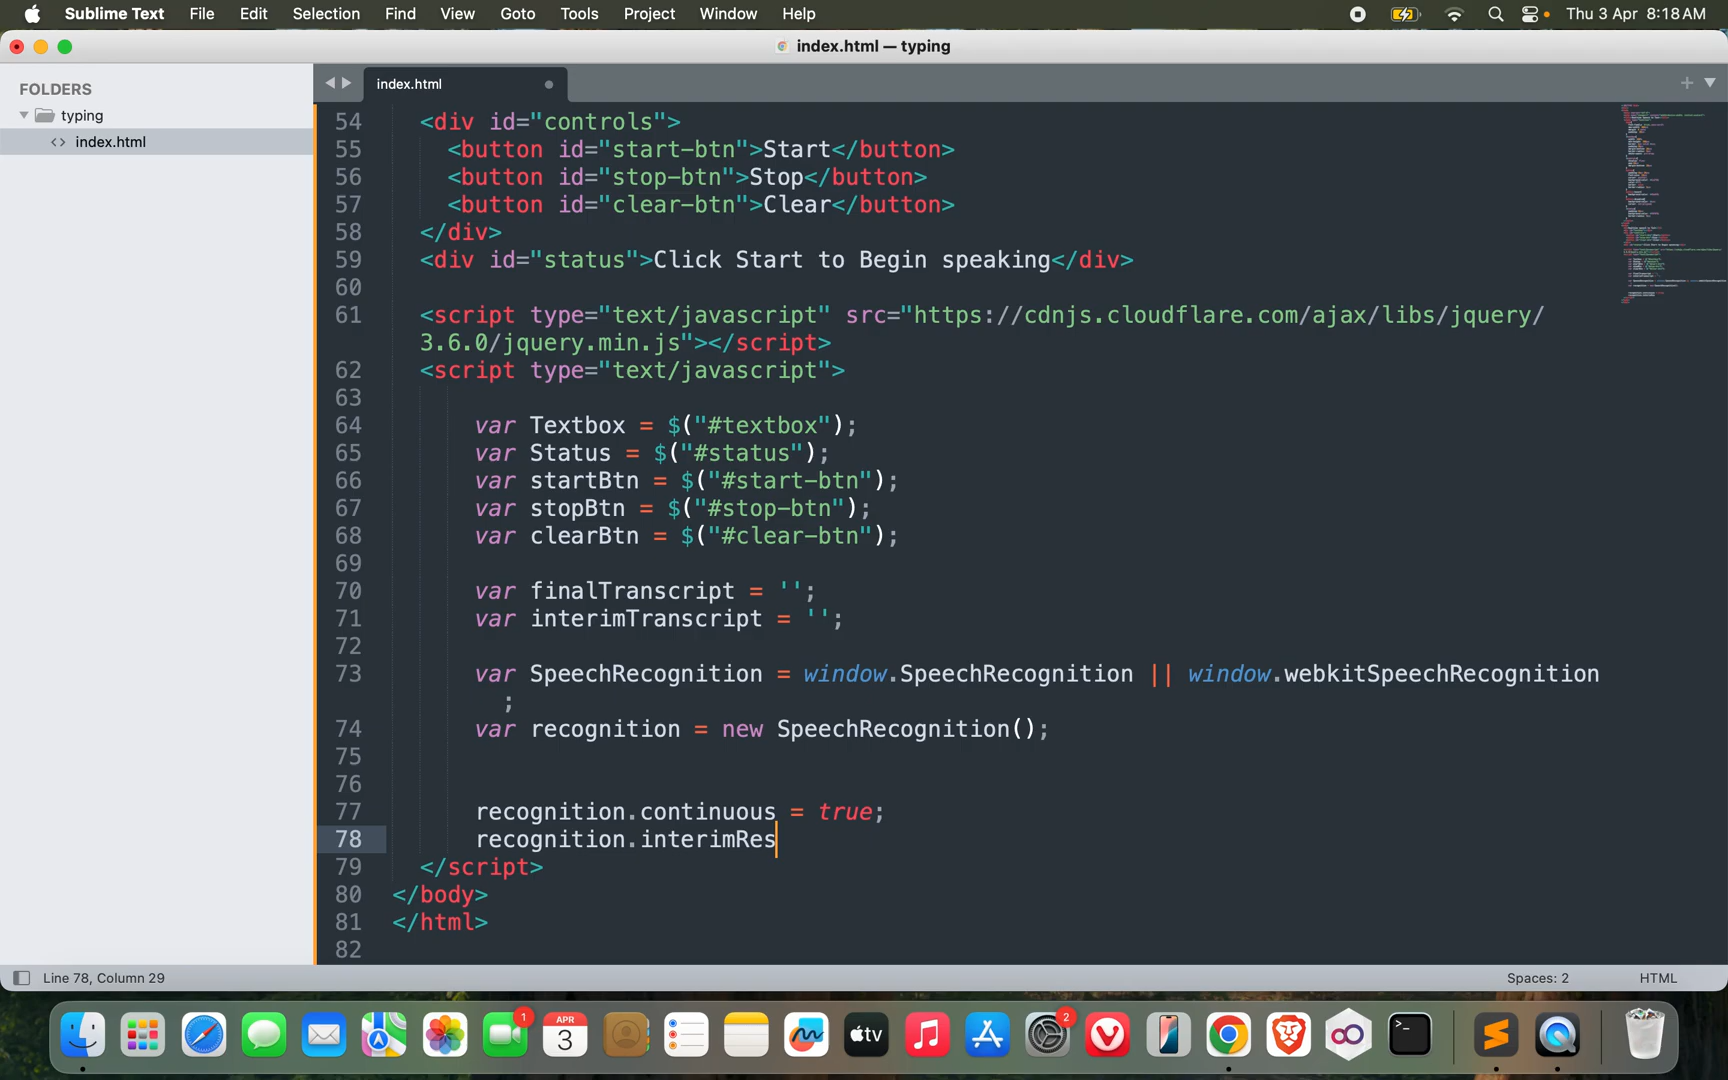 Sublime Text File Edit Selection Find View Goto Tools Project Window Help Thu 3 Apr 8:18 AM
index.html — typing
FOLDERS
typing
<> index.html
index.html
54 <div id="controls">
55 <button id="start-btn">Start</button>
56 <button id="stop-btn">Stop</button>
57 <button id="clear-btn">Clear</button>
58 </div>
59 <div id="status">Click Start to Begin speaking</div>
60
61 <script type="text/javascript" src="https://cdnjs.cloudflare.com/ajax/libs/jquery/
3.6.0/jquery.min.js"></script>
62 <script type="text/javascript">
63
64 var Textbox = $("#textbox");
65 var Status = $("#status");
66 var startBtn = $("#start-btn");
67 var stopBtn = $("#stop-btn");
68 var clearBtn = $("#clear-btn");
69
70 var finalTranscript = '';
71 var interimTranscript = '';
72
73 var SpeechRecognition = window.SpeechRecognition || window.webkitSpeechRecognition
;
74 var recognition = new SpeechRecognition();
75
76
77 recognition.continuous = true;
78 recognition.interimRes
79 </script>
80 </body>
81 </html>
82
Line 78, Column 29 Spaces: 2 HTML
1
APR
3
tv
2
>_